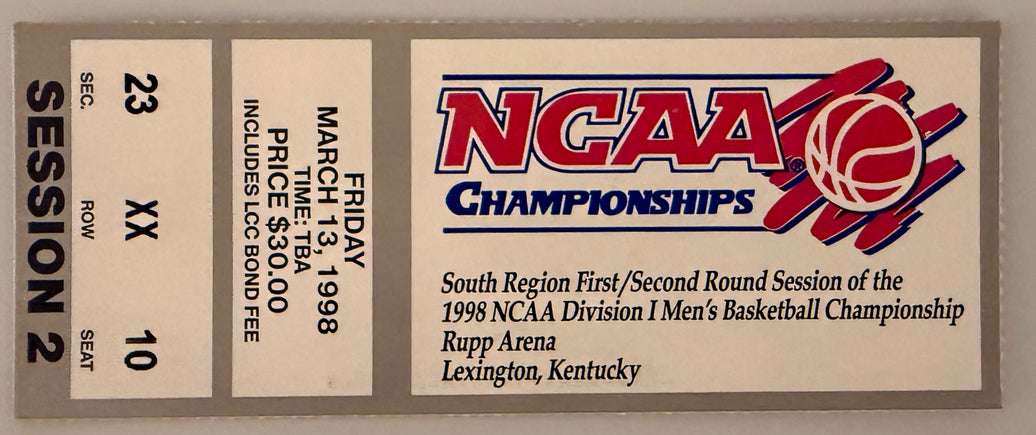 SESSION 2
SEC. ROW SEAT
23 XX 10
FRIDAY
MARCH 13, 1998
TIME: TBA
PRICE $30.00
INCLUDES LCC BOND FEE
NCAA®
CHAMPIONSHIPS
South Region First/Second Round Session of the
1998 NCAA Division I Men's Basketball Championship
Rupp Arena
Lexington, Kentucky